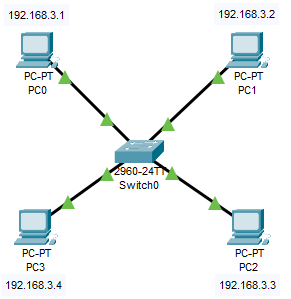 192.168.3.1
192.168.3.2
PC-PT
PC0
PC-PT
PC1
2960-24TT
Switch0
PC-PT
PC3
PC-PT
PC2
192.168.3.4
192.168.3.3